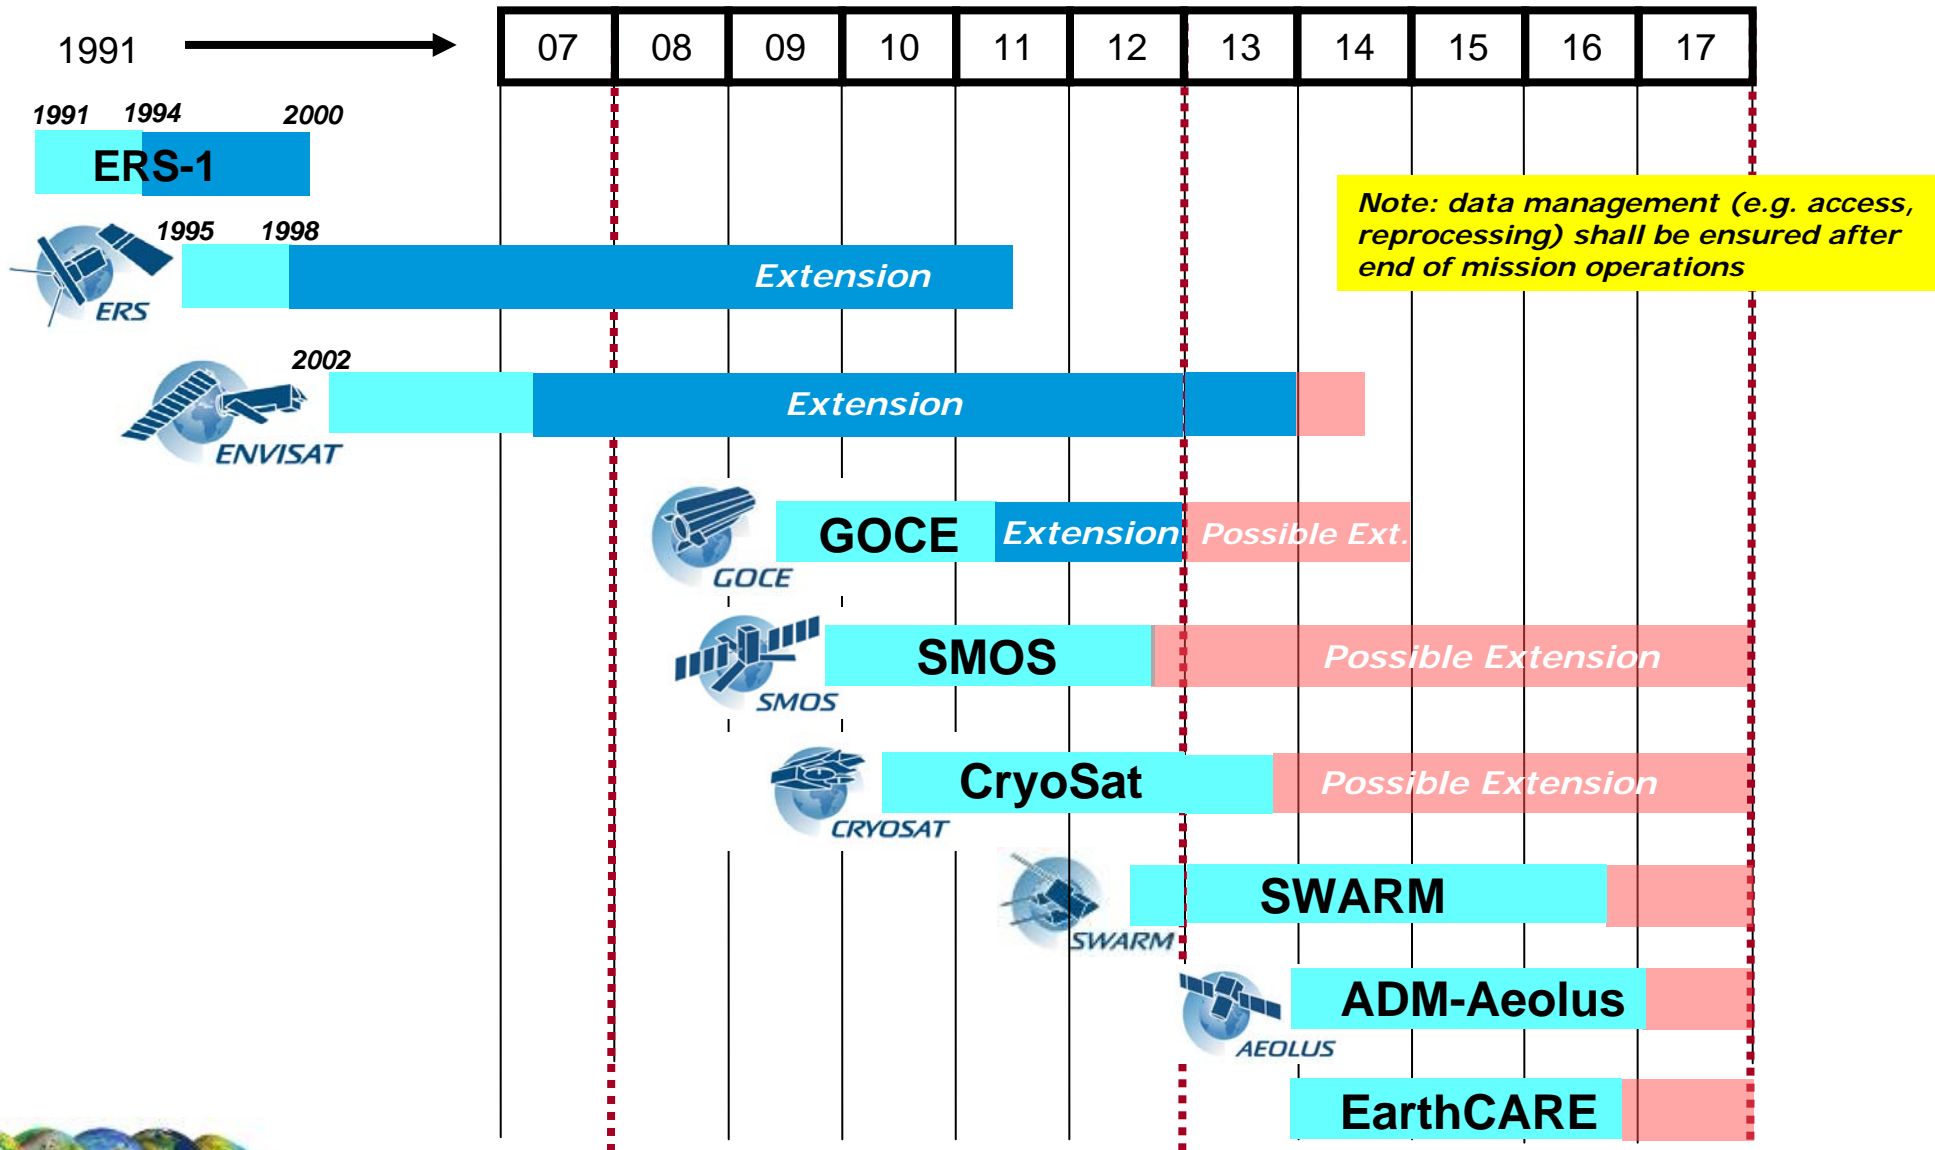 1991
07 08 09 10 11 12 13 14 15 16 17
1991 1994 2000
ERS-1
Note: data management (e.g. access,
reprocessing) shall be ensured after
end of mission operations
1995 1998
Extension
ERS
2002
Extension
ENVISAT
GOCE Extension Possible Ext.
GOCE
SMOS Possible Extension
SMOS
CryoSat Possible Extension
CRYOSAT
SWARM
SWARM
ADM-Aeolus
AEOLUS
EarthCARE